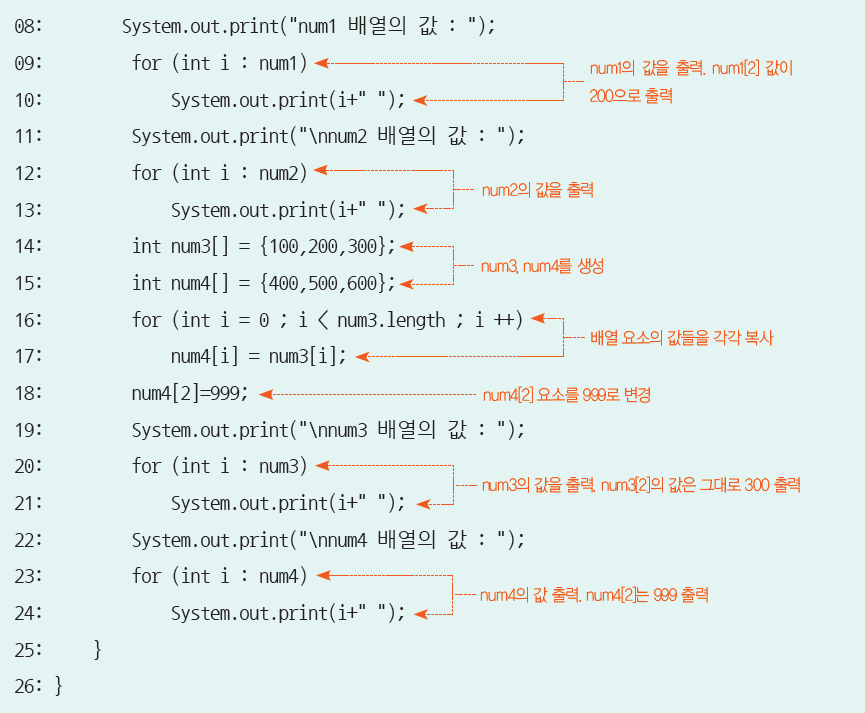 08: System.out.print("num1 배열의 값 : ");
09: for (int i : num1)
num1의 값을 출력. num1[2] 값이
200으로 출력
10: System.out.print(i+" ");
11: System.out.print("\nnum2 배열의 값 : ");
12: for (int i : num2)
num2의 값을 출력
13: System.out.print(i+" ");
14: int num3[] = {100,200,300};
num3, num4를 생성
15: int num4[] = {400,500,600};
16: for (int i = 0 ; i < num3.length ; i ++)
배열 요소의 값들을 각각 복사
17: num4[i] = num3[i];
18: num4[2]=999;
num4[2] 요소를 999로 변경
19: System.out.print("\nnum3 배열의 값 : ");
20: for (int i : num3)
num3의 값을 출력. num3[2]의 값은 그대로 300 출력
21: System.out.print(i+" ");
22: System.out.print("\nnum4 배열의 값 : ");
23: for (int i : num4)
num4의 값 출력. num4[2]는 999 출력
24: System.out.print(i+" ");
25: }
26: }